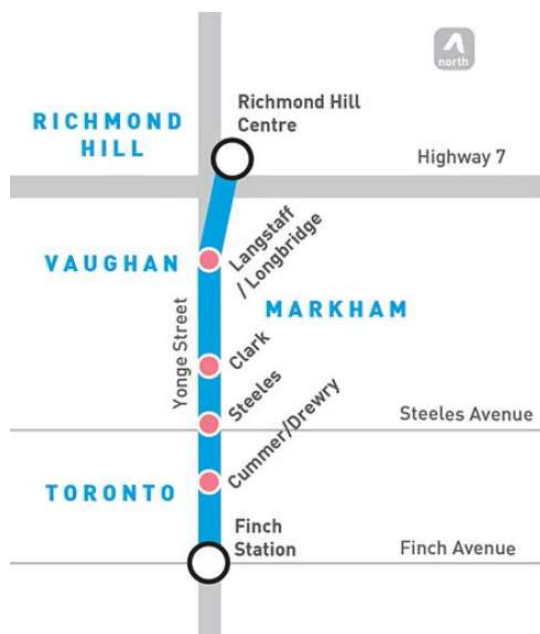 north
Richmond Hill
Centre
RICHMOND
HILL
Highway 7
Langstaff
/ Longbridge
VAUGHAN
MARKHAM
Yonge Street
Clark
Steeles
Steeles Avenue
Cummer/Drewry
TORONTO
Finch
Station
Finch Avenue